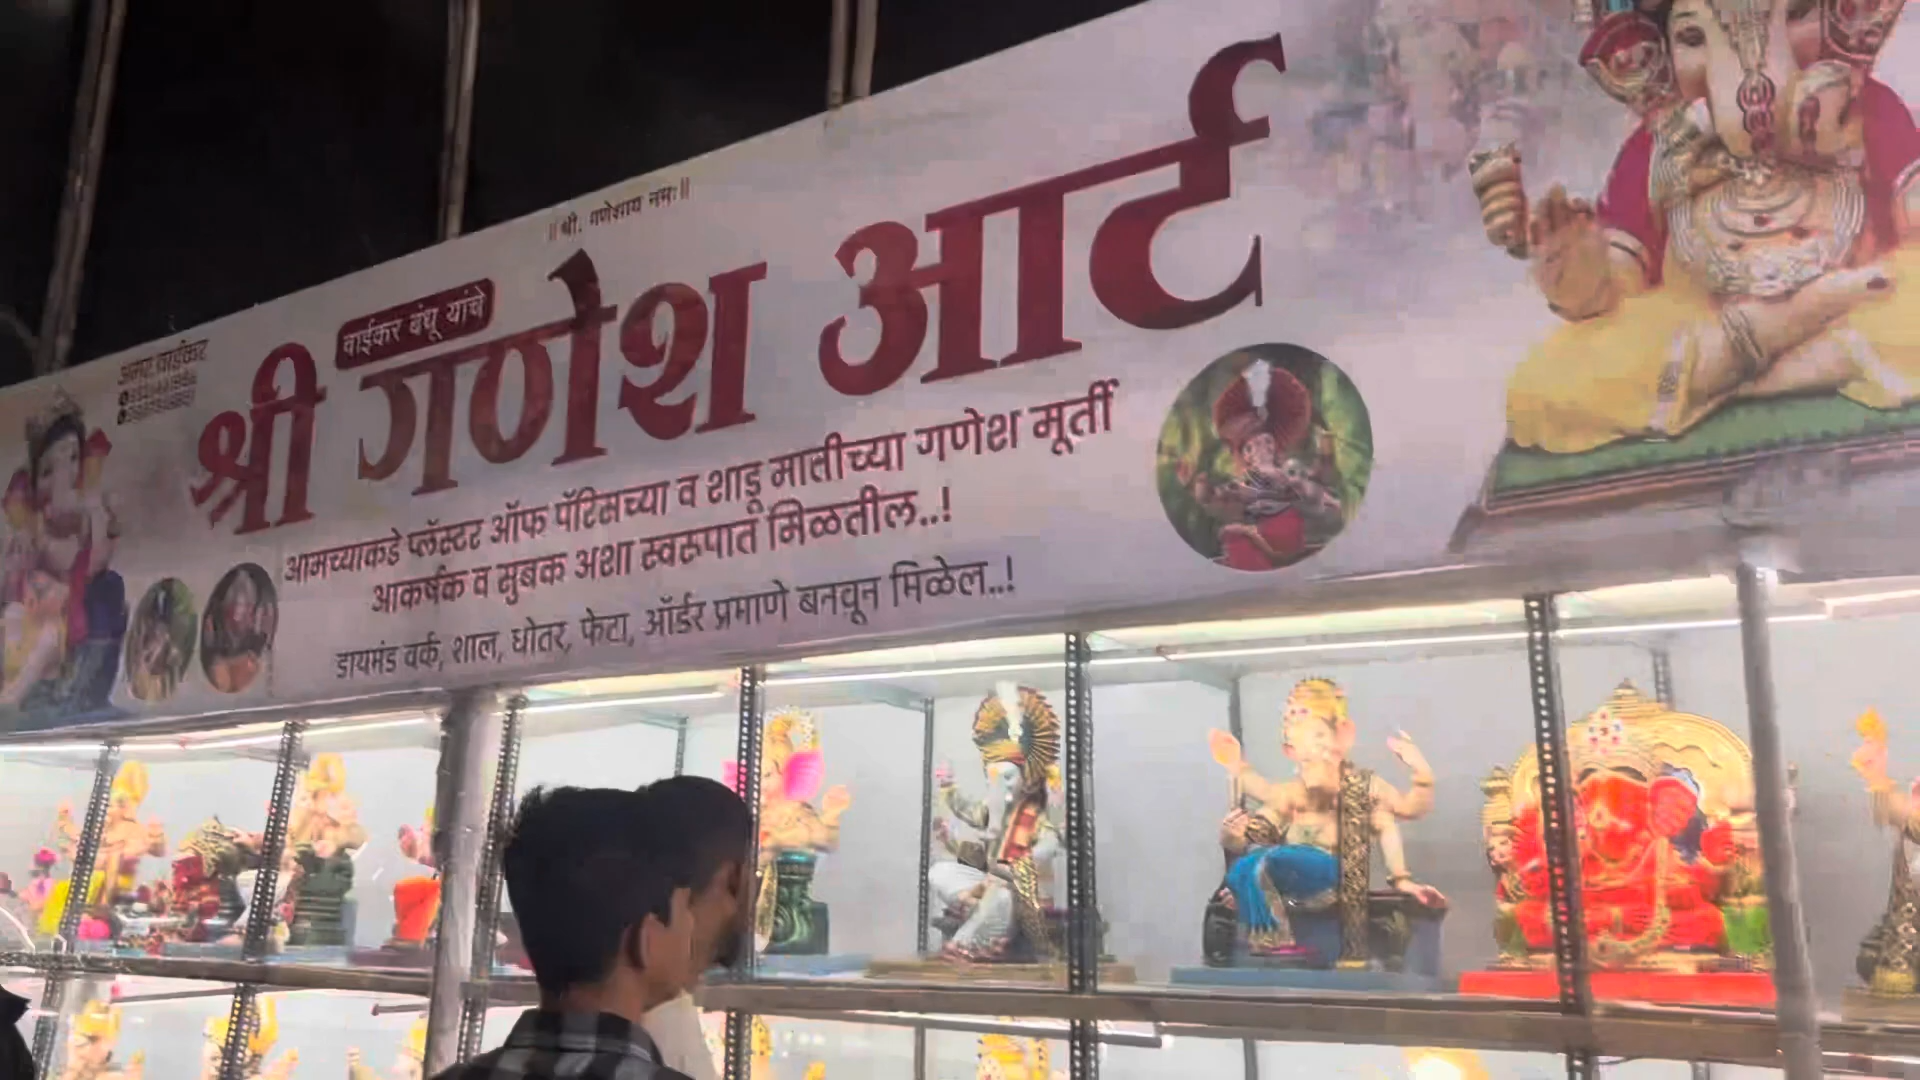 ॥ श्री. गणेशाय नमः॥
वाईकर बंधू यांचे
श्री गणेश आर्ट
आमच्याकडे प्लॅस्टर ऑफ पॅरिसच्या व शाडू मातीच्या गणेश मूर्ती
आकर्षक व सुबक अशा स्वरुपात मिळतील..!
डायमंड वर्क, शाल, धोतर, फेटा, ऑर्डर प्रमाणे बनवून मिळेल..!